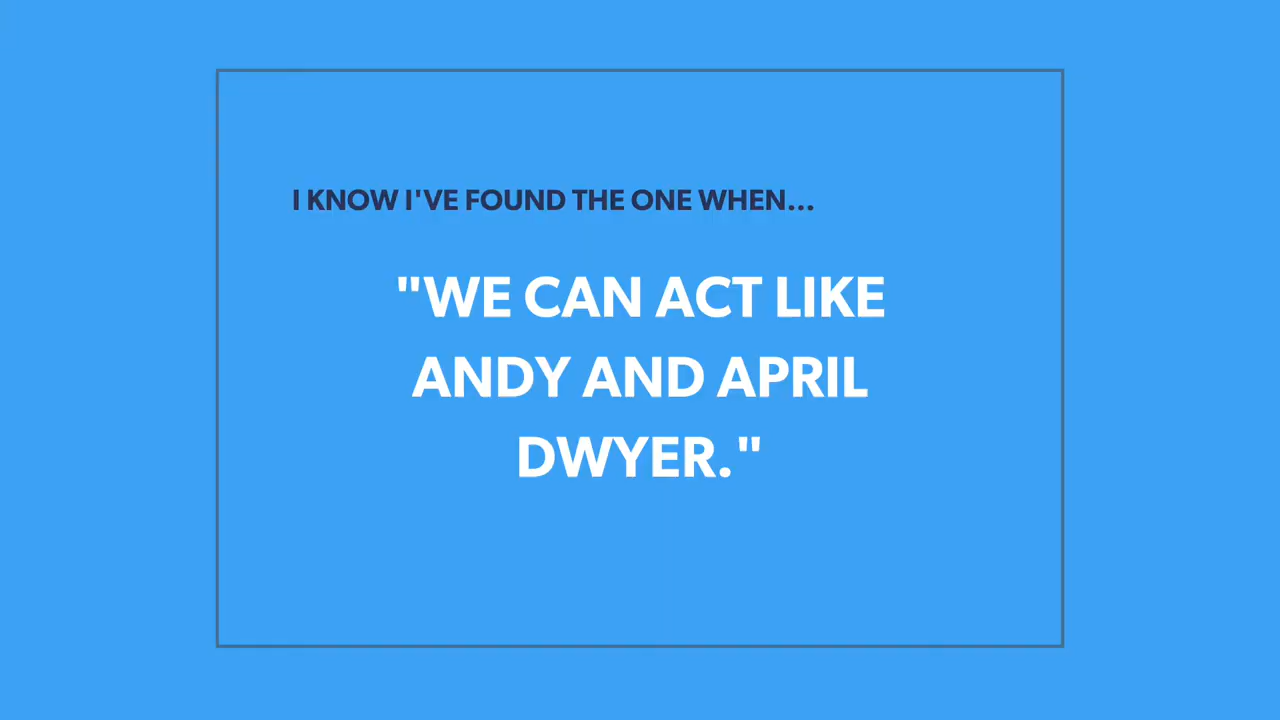 I KNOW I'VE FOUND THE ONE WHEN...
"WE CAN ACT LIKE
ANDY AND APRIL
DWYER."